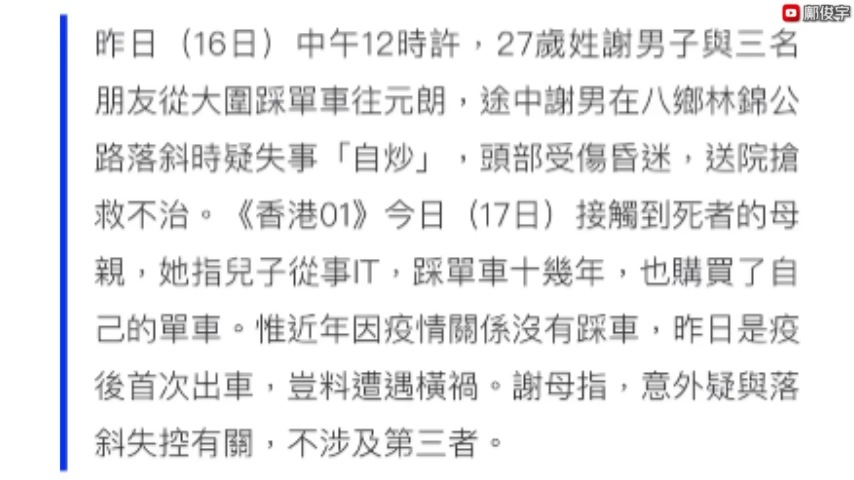 鄺俊宇
昨日（16日）中午12時許，27歲姓謝男子與三名
朋友從大圍踩單車往元朗，途中謝男在八鄉林錦公
路落斜時疑失事「自炒」，頭部受傷昏迷，送院搶
救不治。《香港01》今日（17日）接觸到死者的母
親，她指兒子從事IT，踩單車十幾年，也購買了自
己的單車。惟近年因疫情關係沒有踩車，昨日是疫
後首次出車，豈料遭遇橫禍。謝母指，意外疑與落
斜失控有關，不涉及第三者。